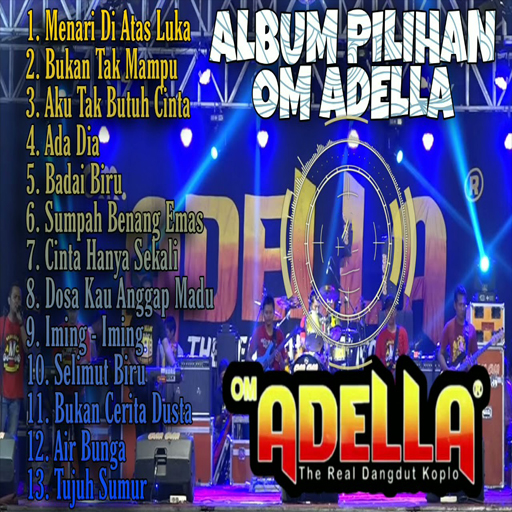 ALBUM PILIHAN
OM ADELLA
1. Menari Di Atas Luka
2. Bukan Tak Mampu
3. Aku Tak Butuh Cinta
4. Ada Dia
5. Badai Biru
6. Sumpah Benang Emas
7. Cinta Hanya Sekali
8. Dosa Kau Anggap Madu
9. Iming - Iming
10. Selimut Biru
11. Bukan Cerita Dusta
12. Air Bunga
13. Tujuh Sumur
ADELLA®
THE
OM ADELLA®
The Real Dangdut Koplo